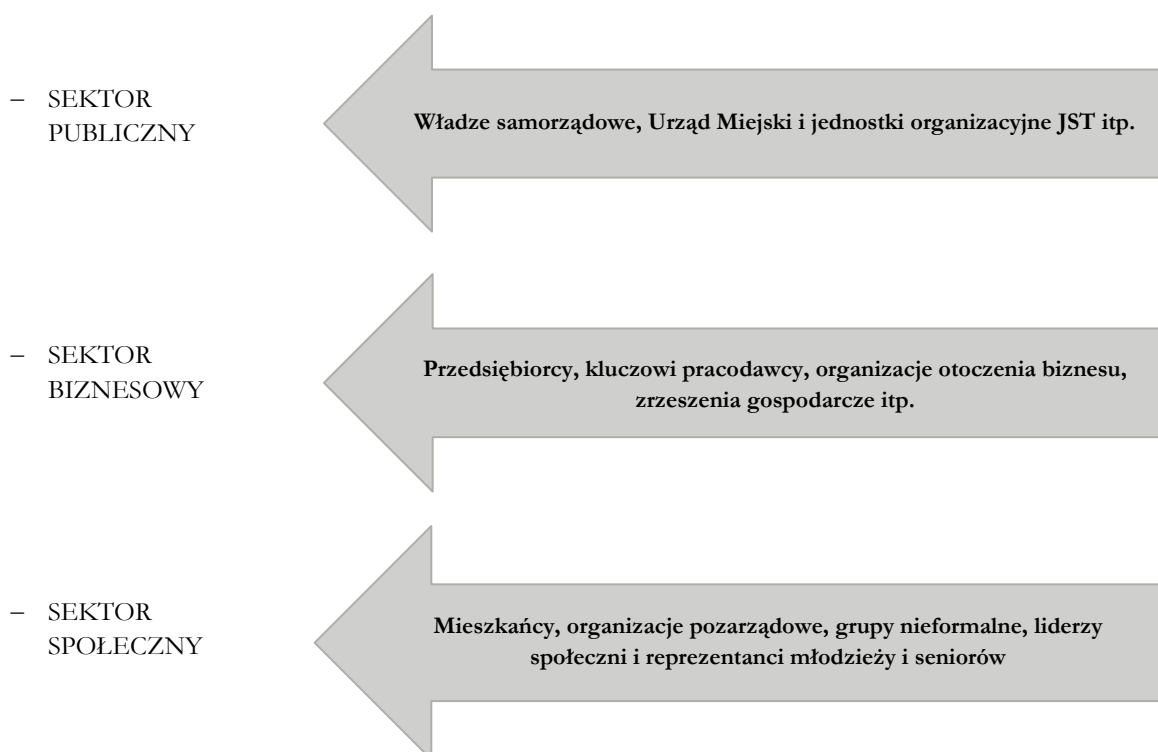 – SEKTOR
PUBLICZNY
Władze samorządowe, Urząd Miejski i jednostki organizacyjne JST itp.
– SEKTOR
BIZNESOWY
Przedsiębiorcy, kluczowi pracodawcy, organizacje otoczenia biznesu,
zrzeszenia gospodarcze itp.
– SEKTOR
SPOŁECZNY
Mieszkańcy, organizacje pozarządowe, grupy nieformalne, liderzy
społeczni i reprezentanci młodzieży i seniorów